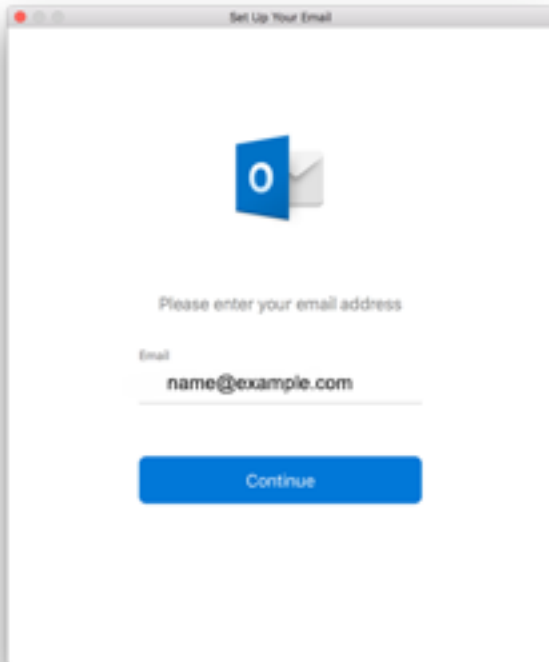 Set Up Your Email
O
Please enter your email address
Email
name@example.com
Continue